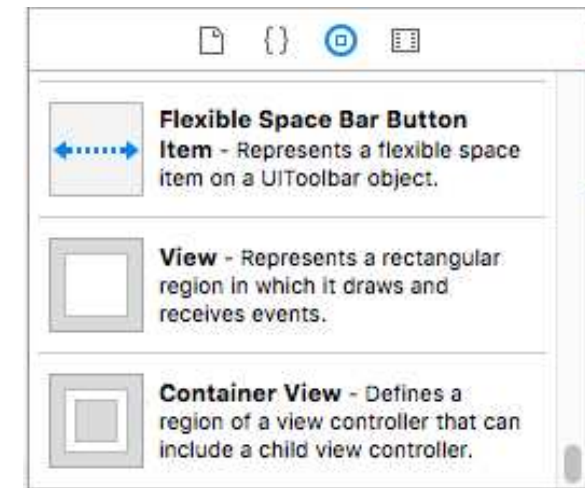 {}
Flexible Space Bar Button
Item - Represents a flexible space
item on a UIToolbar object.
View - Represents a rectangular
region in which it draws and
receives events.
Container View - Defines a
region of a view controller that can
include a child view controller.